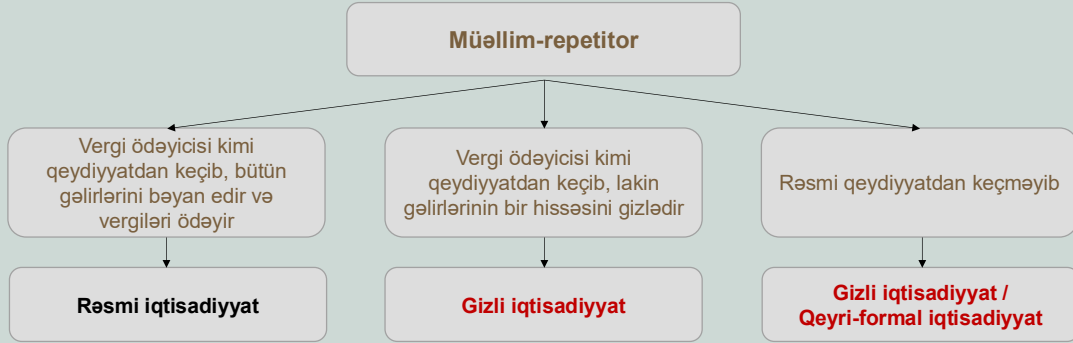 Müəllim-repetitor
Vergi ödəyicisi kimi
qeydiyyatdan keçib, bütün
gəlirlərini bəyan edir və
vergiləri ödəyir
Vergi ödəyicisi kimi
qeydiyyatdan keçib, lakin
gəlirlərinin bir hissəsini gizlədir
Rəsmi qeydiyyatdan keçməyib
Rəsmi iqtisadiyyat
Gizli iqtisadiyyat
Gizli iqtisadiyyat /
Qeyri-formal iqtisadiyyat